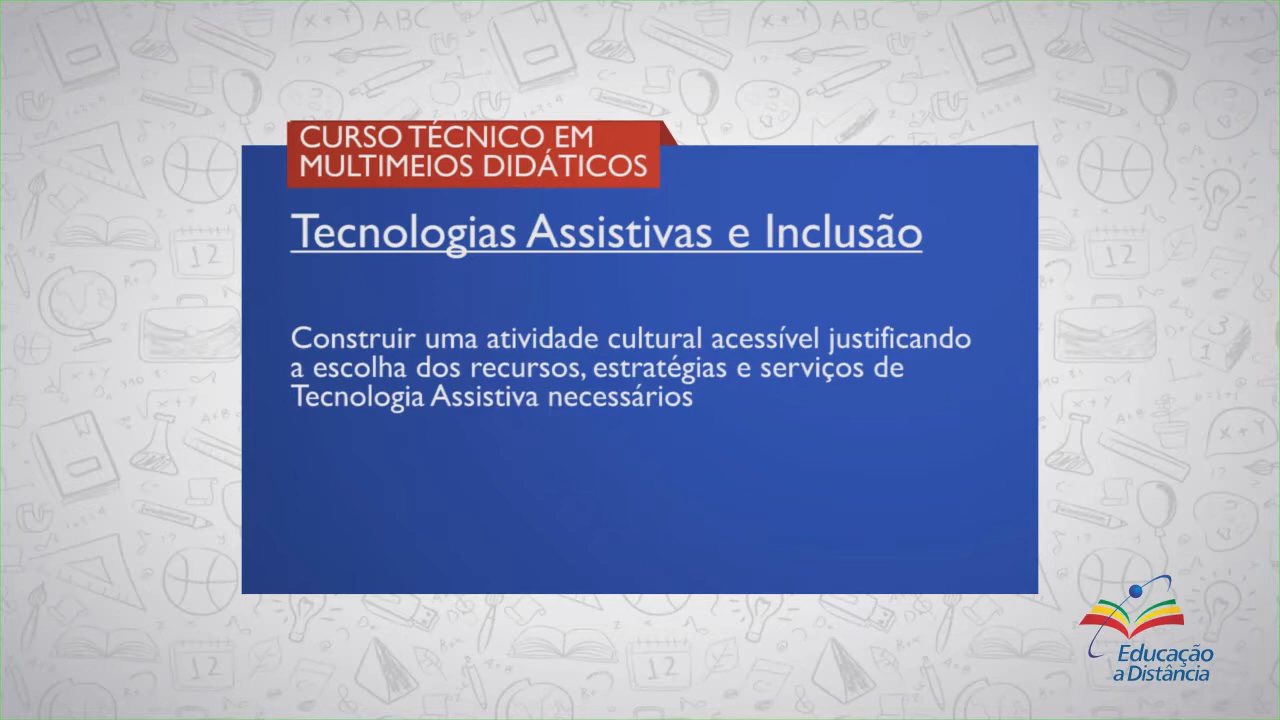 CURSO TÉCNICO EM
MULTIMEIOS DIDÁTICOS
Tecnologias Assistivas e Inclusão
Construir uma atividade cultural acessível justificando
a escolha dos recursos, estratégias e serviços de
Tecnologia Assistiva necessários
Educação
a Distância